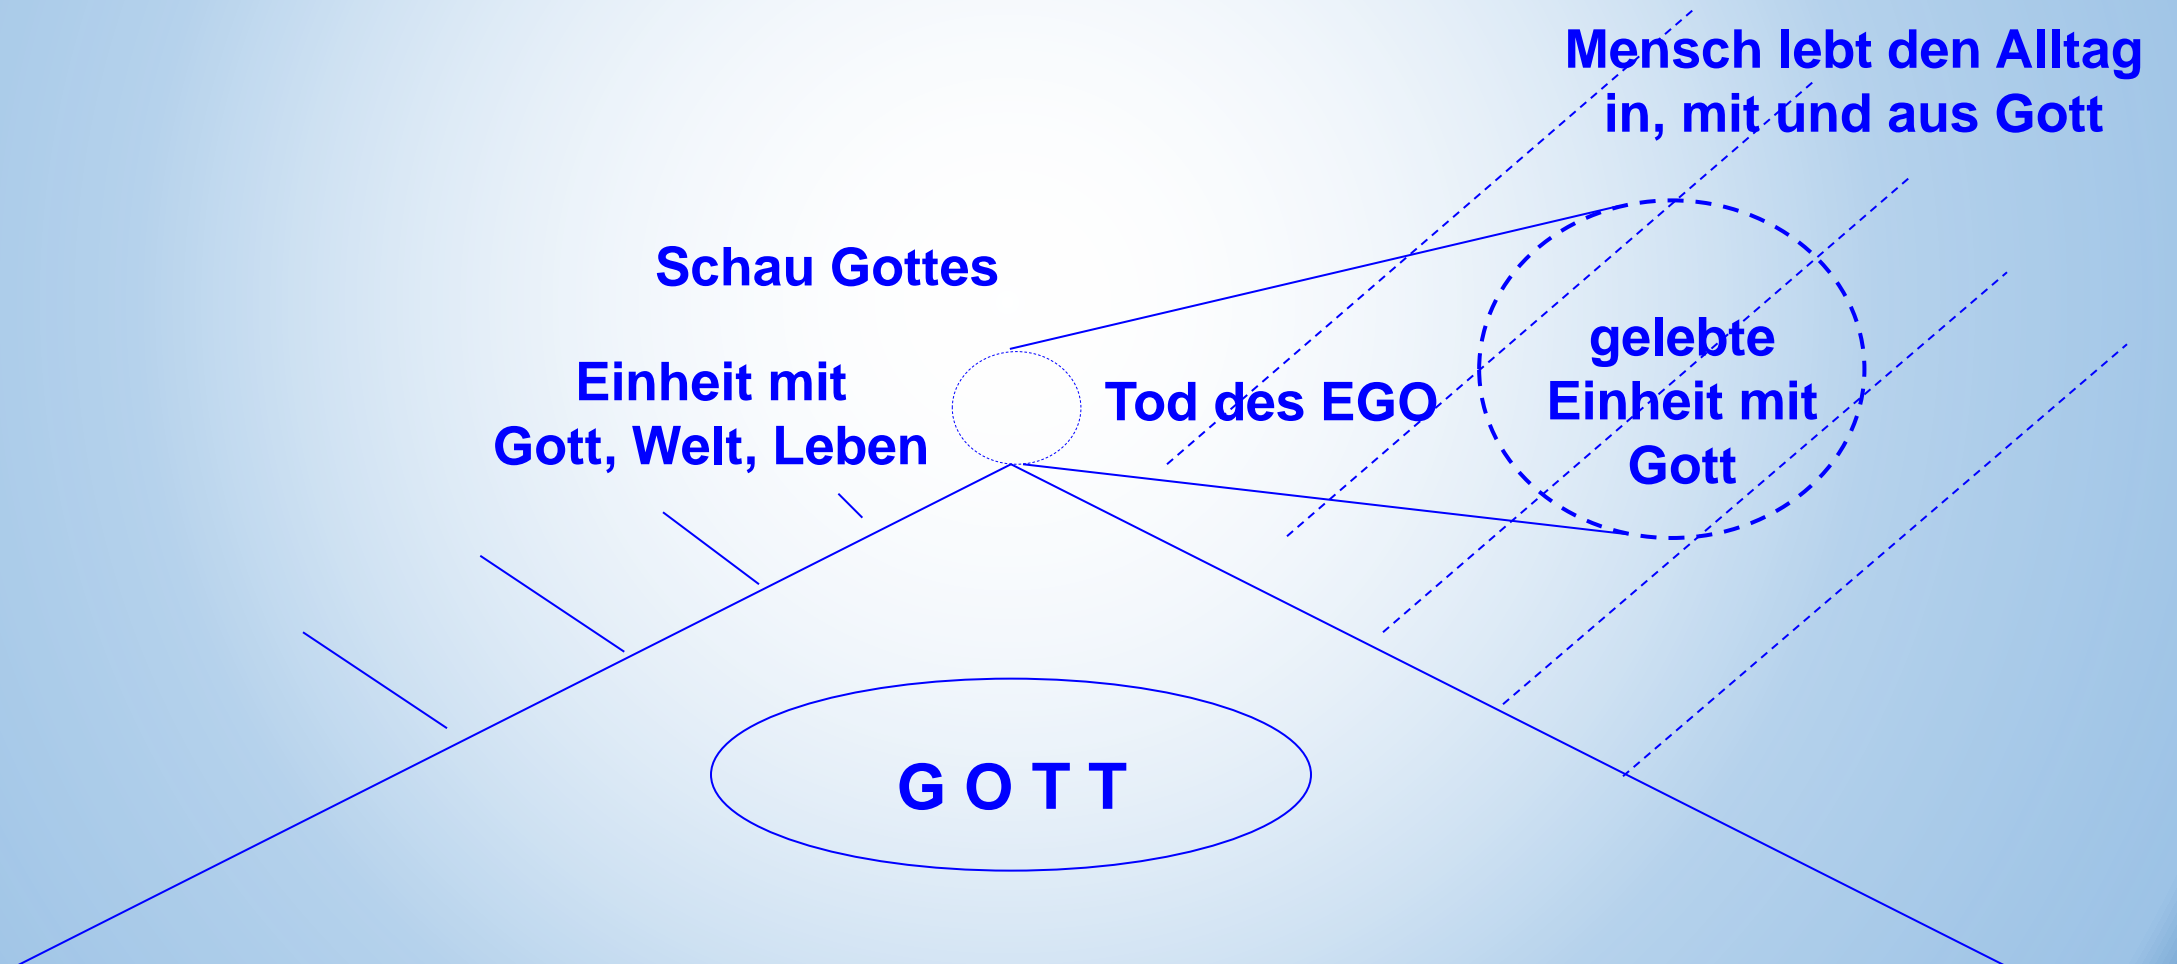 Mensch lebt den Alltag
in, mit und aus Gott
Schau Gottes
Einheit mit
Gott, Welt, Leben
Tod des EGO
gelebte
Einheit mit
Gott
G O T T